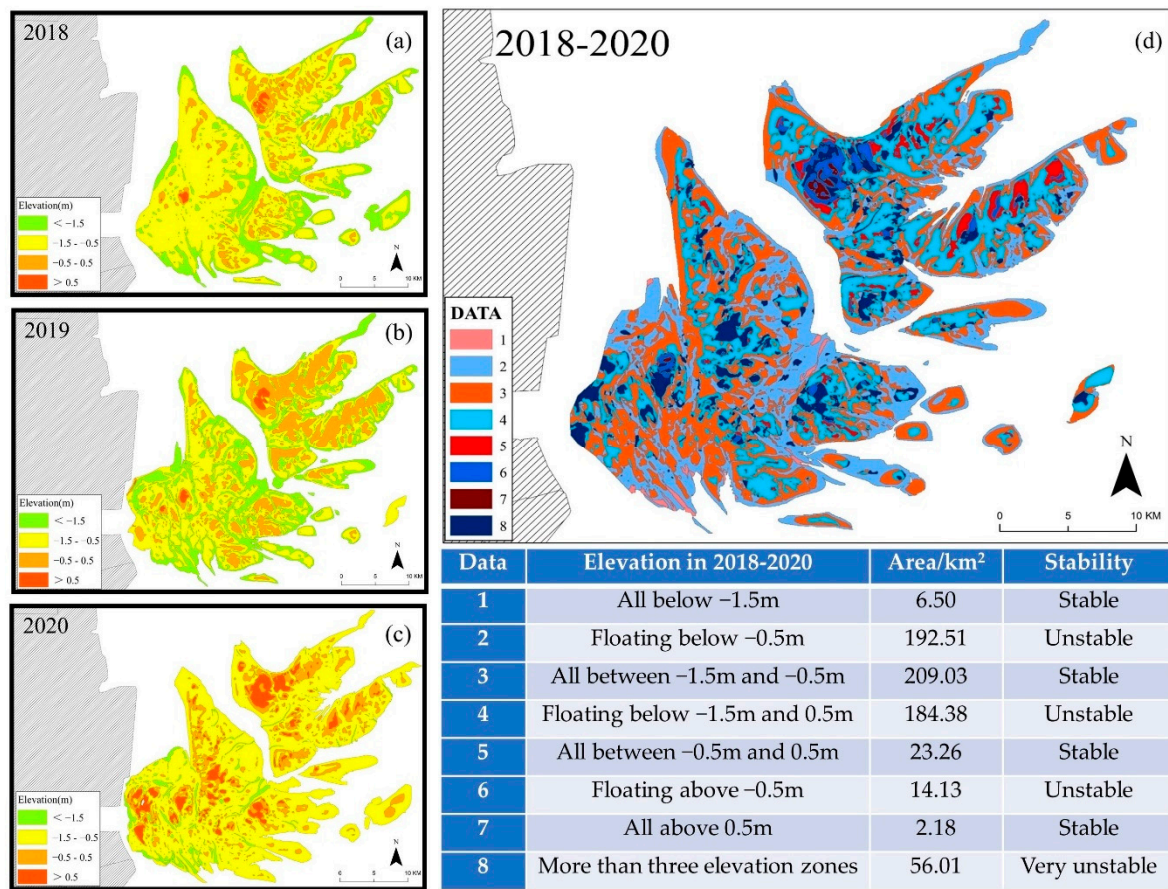 2018
(a)
Elevation(m)
< −1.5
−1.5 - −0.5
−0.5 - 0.5
> 0.5
N
0 5 10 KM
2019
(b)
Elevation(m)
< −1.5
−1.5 - −0.5
−0.5 - 0.5
> 0.5
N
0 5 10 KM
2020
(c)
Elevation(m)
< −1.5
−1.5 - −0.5
−0.5 - 0.5
> 0.5
N
0 5 10 KM
2018-2020
(d)
DATA
1
2
3
4
5
6
7
8
N
0 5 10 KM
Data Elevation in 2018-2020 Area/km² Stability
1 All below −1.5m 6.50 Stable
2 Floating below −0.5m 192.51 Unstable
3 All between −1.5m and −0.5m 209.03 Stable
4 Floating below −1.5m and 0.5m 184.38 Unstable
5 All between −0.5m and 0.5m 23.26 Stable
6 Floating above −0.5m 14.13 Unstable
7 All above 0.5m 2.18 Stable
8 More than three elevation zones 56.01 Very unstable